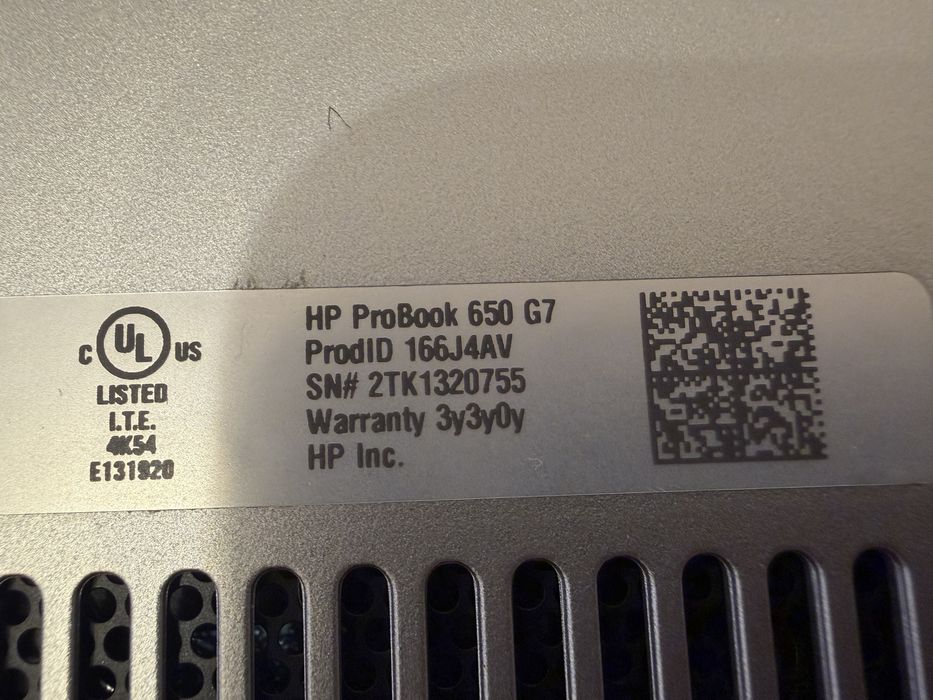 C UL US
LISTED
I.T.E.
4K54
E131920
HP ProBook 650 G7
ProdID 166J4AV
SN# 2TK1320755
Warranty 3y3y0y
HP Inc.